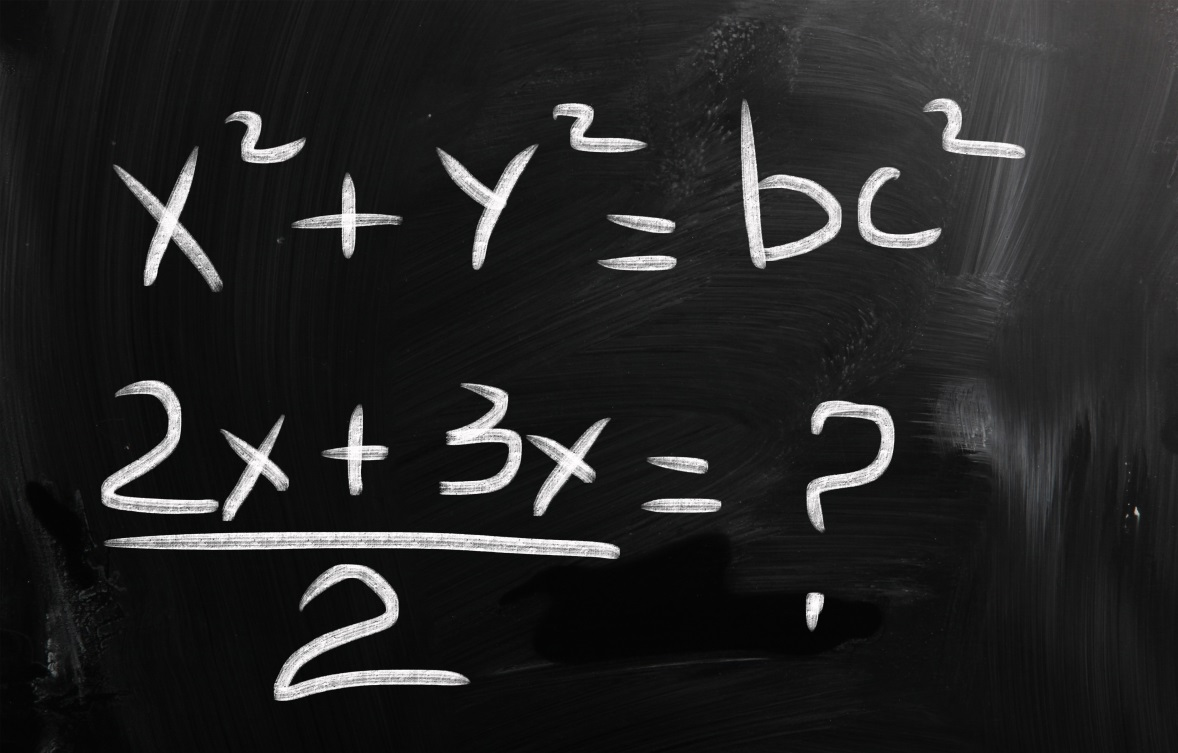 x² + y² = bc²
2x + 3x = ?
2